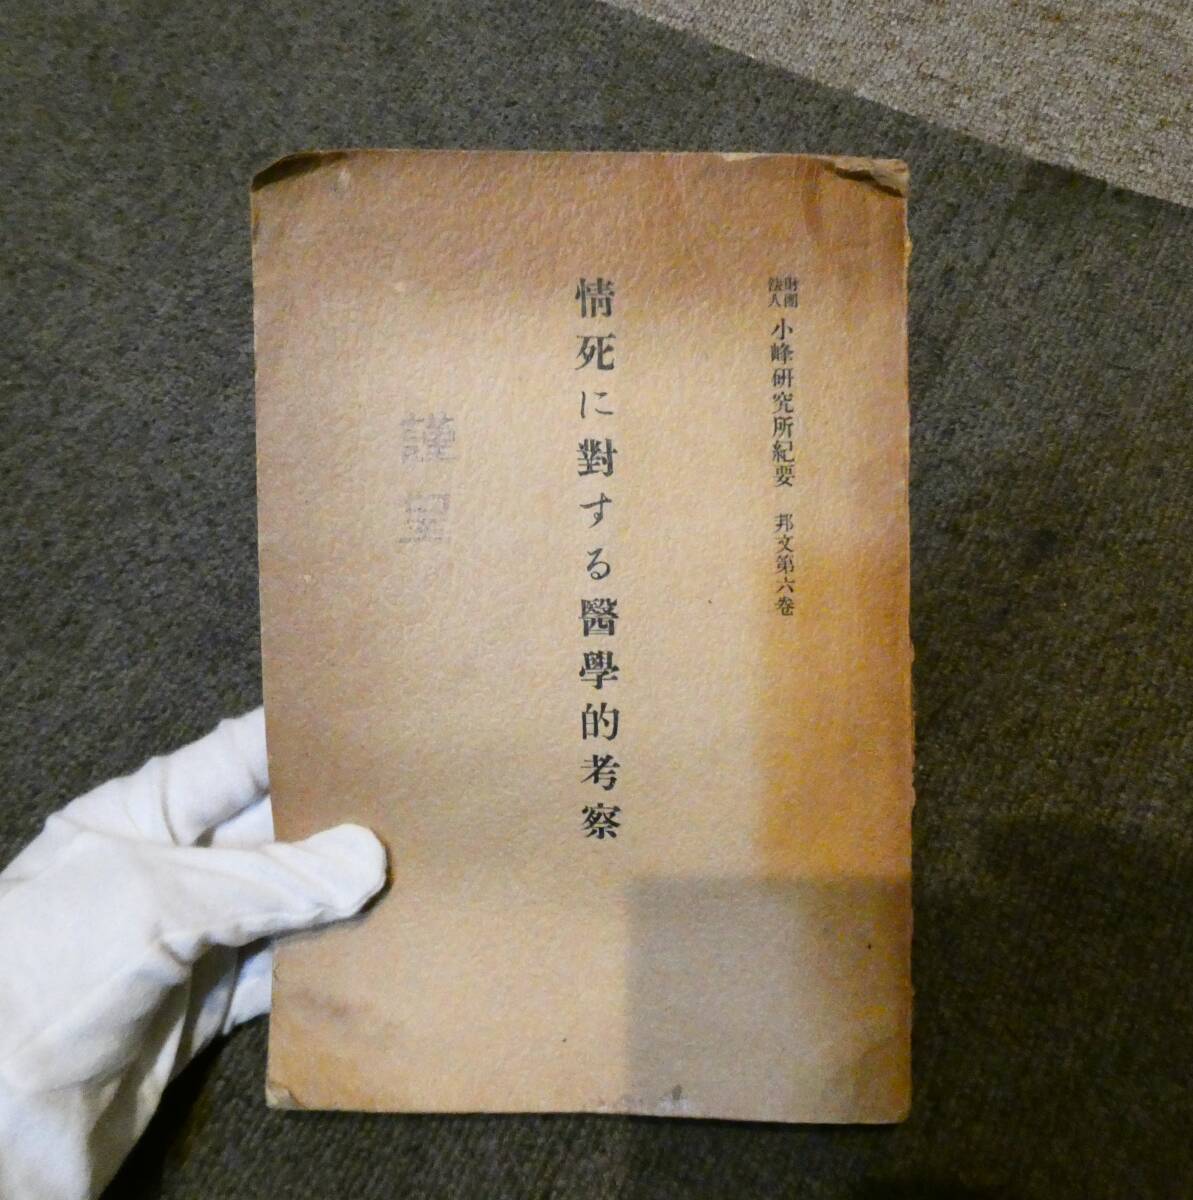 財團法人 小峰研究所紀要 邦文第六卷
情死に對する醫學的考察
謹呈